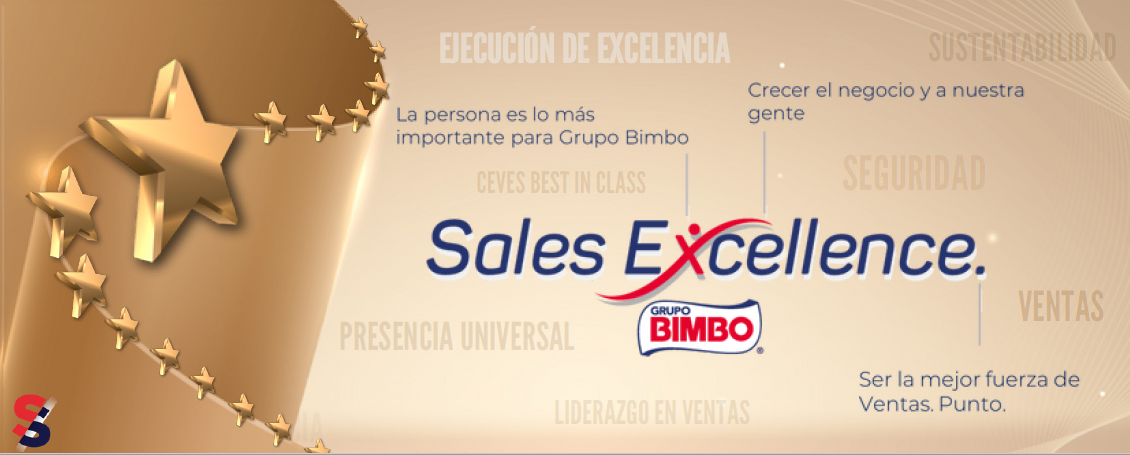 EJECUCIÓN DE EXCELENCIA
SUSTENTABILIDAD
Crecer el negocio y a nuestra
gente
La persona es lo más
importante para Grupo Bimbo
CEVES BEST IN CLASS
SEGURIDAD
Sales Excellence.
GRUPO
BIMBO
®
VENTAS
PRESENCIA UNIVERSAL
Ser la mejor fuerza de
Ventas. Punto.
LIDERAZGO EN VENTAS